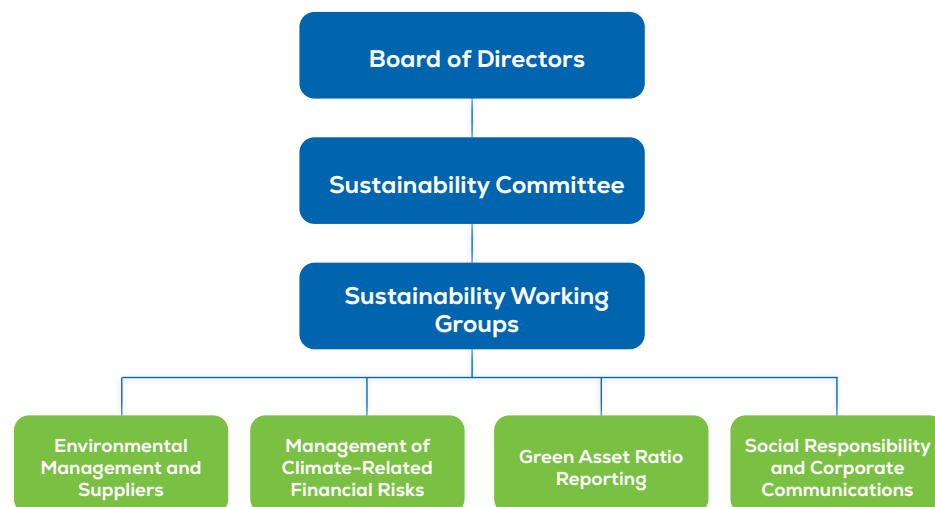 Board of Directors
Sustainability Committee
Sustainability Working
Groups
Environmental
Management and
Suppliers
Management of
Climate-Related
Financial Risks
Green Asset Ratio
Reporting
Social Responsibility
and Corporate
Communications